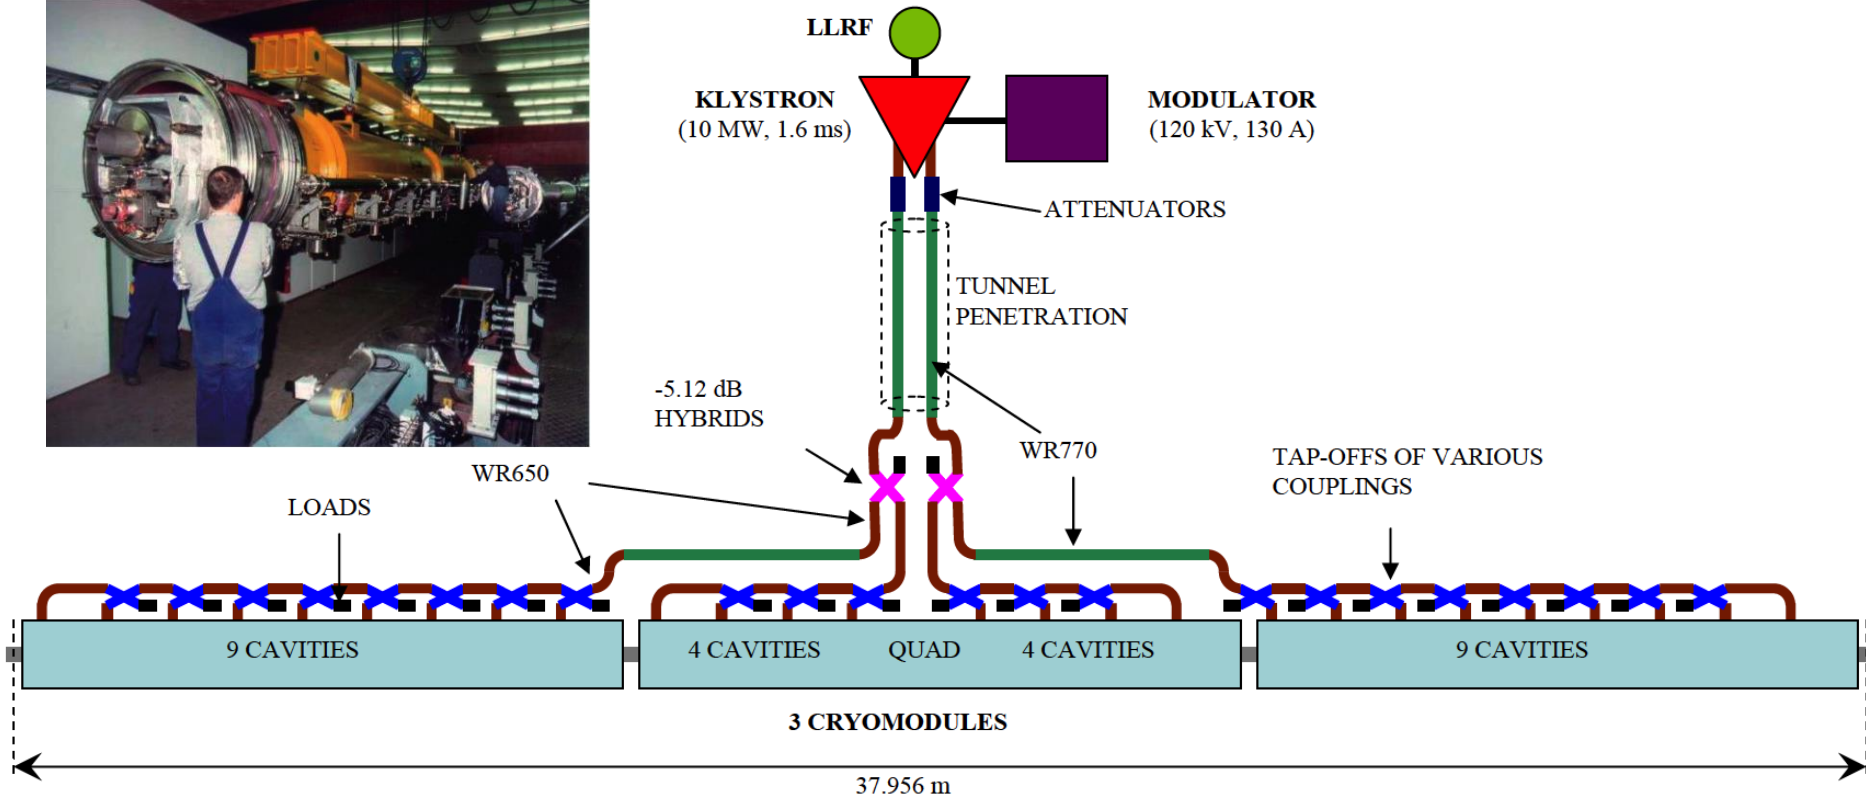 LLRF
KLYSTRON
(10 MW, 1.6 ms)
MODULATOR
(120 kV, 130 A)
ATTENUATORS
TUNNEL
PENETRATION
-5.12 dB
HYBRIDS
WR770
WR650
TAP-OFFS OF VARIOUS
COUPLINGS
LOADS
9 CAVITIES
4 CAVITIES
QUAD
4 CAVITIES
9 CAVITIES
3 CRYOMODULES
37.956 m